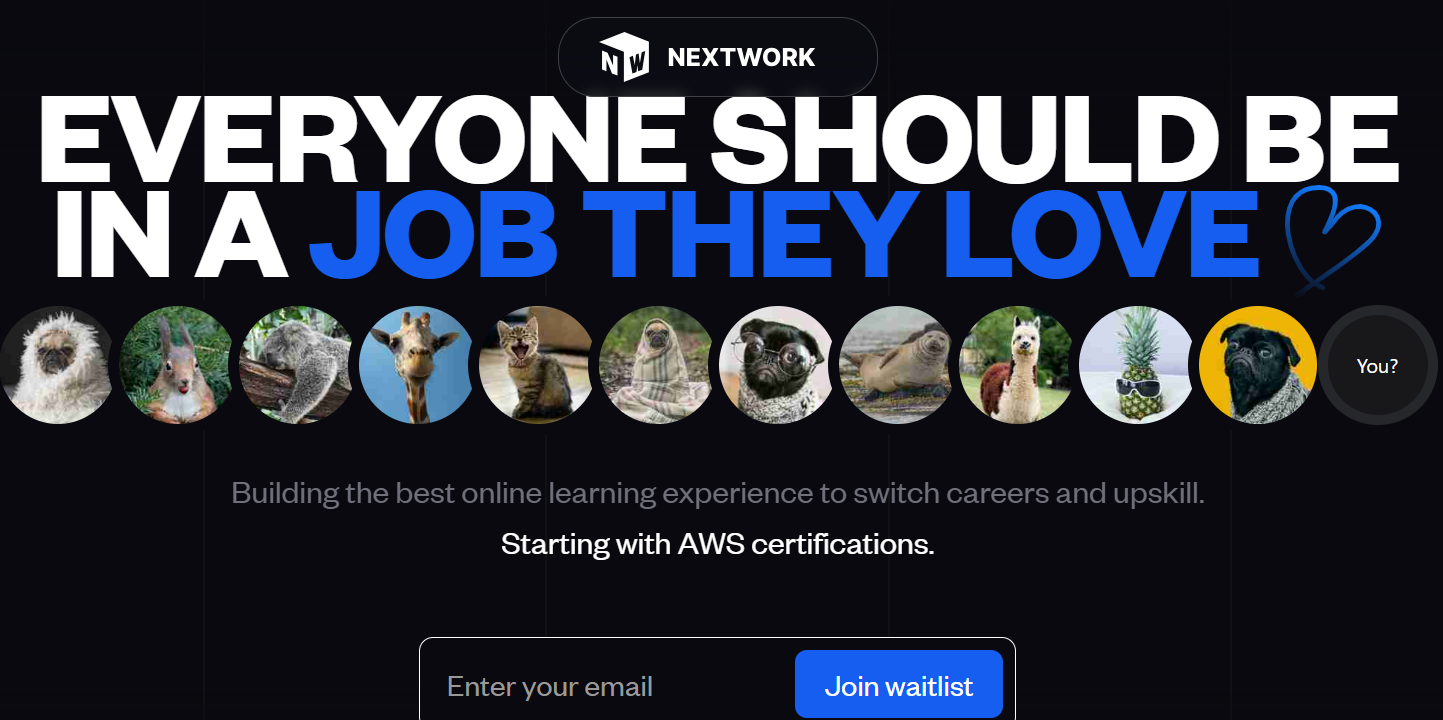 NW NEXTWORK
EVERYONE SHOULD BE
IN A JOB THEY LOVE
You?
Building the best online learning experience to switch careers and upskill.
Starting with AWS certifications.
Enter your email
Join waitlist